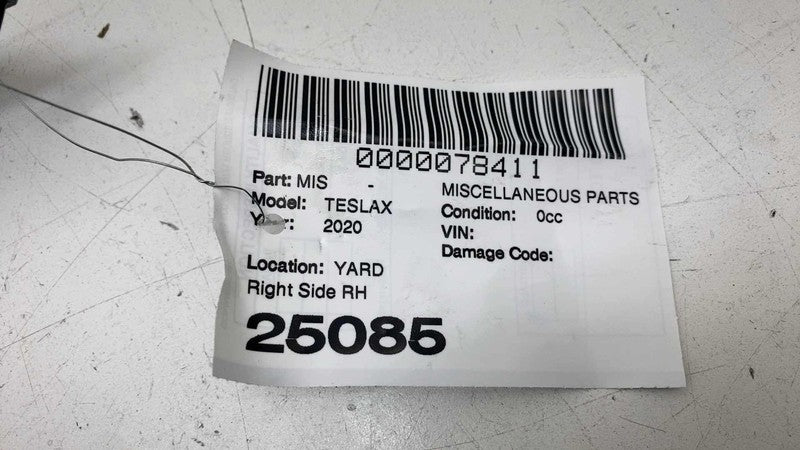 0000078411
Part: MIS - MISCELLANEOUS PARTS
Model: TESLAX Condition: 0cc
2020 VIN:
Damage Code:
Location: YARD
Right Side RH
25085